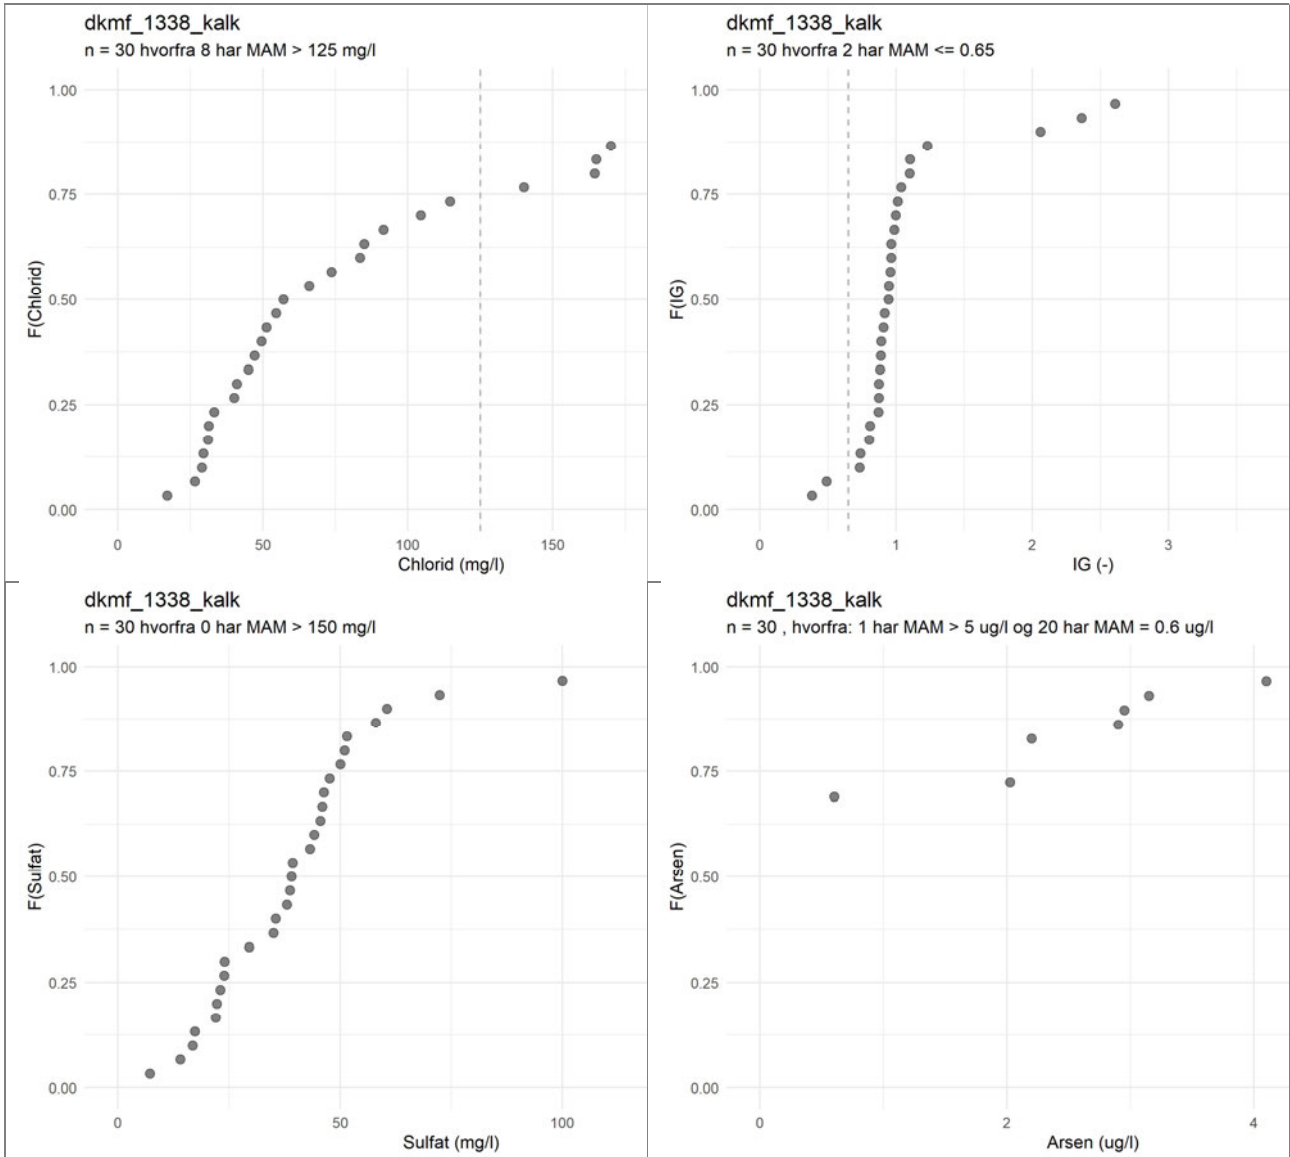 dkmf_1338_kalk
n = 30 hvorfra 8 har MAM > 125 mg/l
1.00
0.75
0.50
0.25
0.00
F(Chlorid)
0 50 100 150
Chlorid (mg/l)
dkmf_1338_kalk
n = 30 hvorfra 2 har MAM <= 0.65
1.00
0.75
0.50
0.25
0.00
F(IG)
0 1 2 3
IG (-)
dkmf_1338_kalk
n = 30 hvorfra 0 har MAM > 150 mg/l
1.00
0.75
0.50
0.25
0.00
F(Sulfat)
0 50 100
Sulfat (mg/l)
dkmf_1338_kalk
n = 30 , hvorfra: 1 har MAM > 5 ug/l og 20 har MAM = 0.6 ug/l
1.00
0.75
0.50
0.25
0.00
F(Arsen)
0 2 4
Arsen (ug/l)